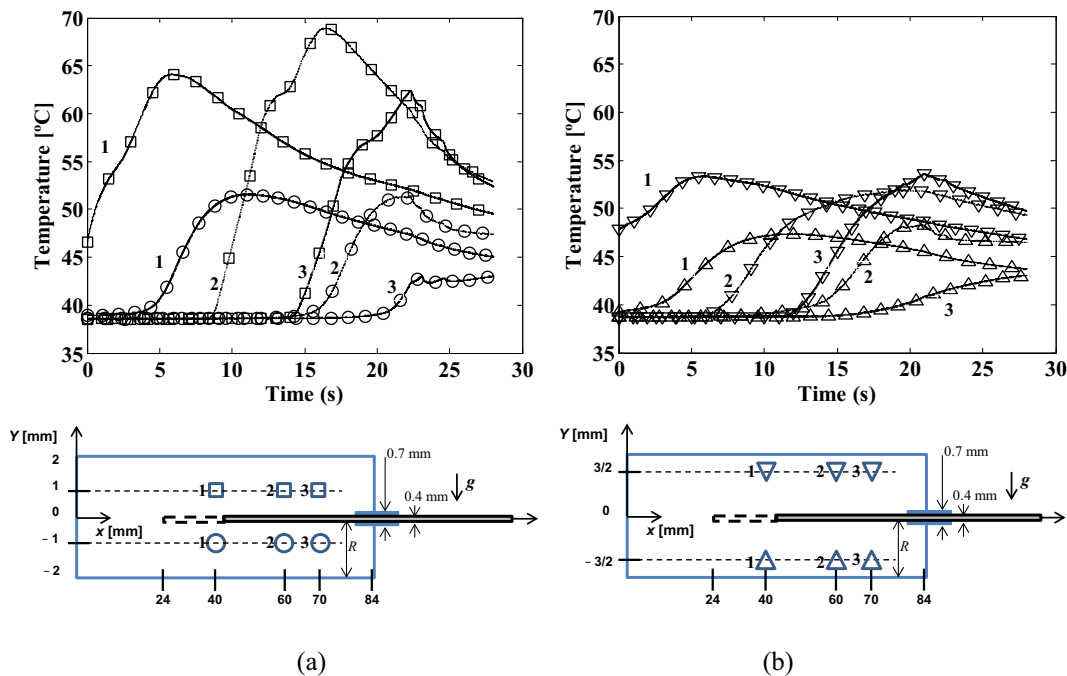 70
65
60
55
50
45
40
35
Temperature [ºC]
1
1
2
3
2
3
0 5 10 15 20 25 30
Time (s)
70
65
60
55
50
45
40
35
Temperature [ºC]
1
1
2
3
2
3
0 5 10 15 20 25 30
Time (s)
Y [mm]
2
1
0
− 1
− 2
x [mm]
1 2 3
1 2 3
0.7 mm
0.4 mm
g
R
24 40 60 70 84
Y [mm]
3/2
0
− 3/2
x [mm]
1 2 3
1 2 3
0.7 mm
0.4 mm
g
R
24 40 60 70 84
(a)
(b)